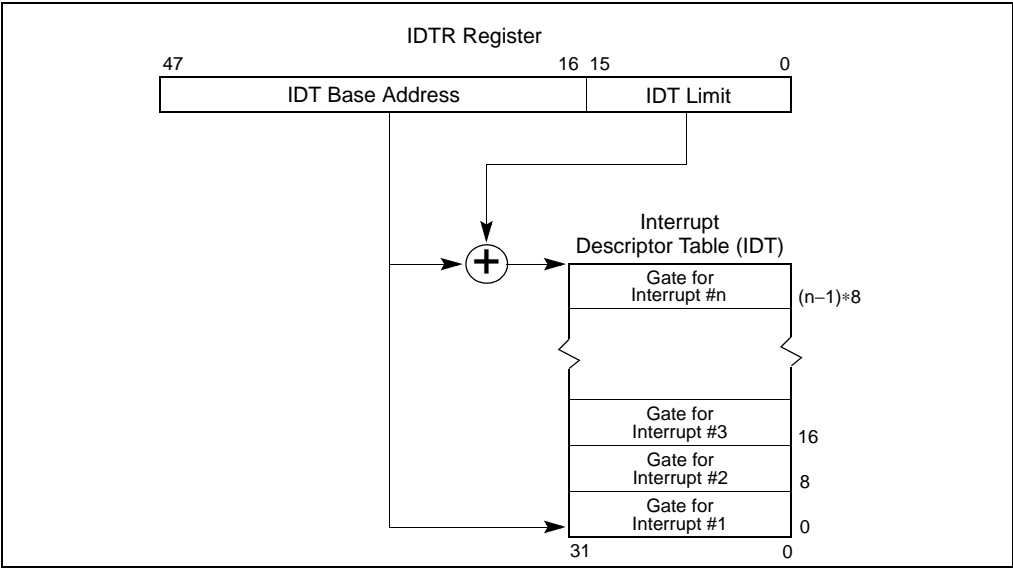 IDTR Register
47 16 15 0
IDT Base Address IDT Limit
+
Interrupt
Descriptor Table (IDT)
Gate for
Interrupt #n
(n−1)∗8
Gate for
Interrupt #3
16
Gate for
Interrupt #2
8
Gate for
Interrupt #1
0
31 0